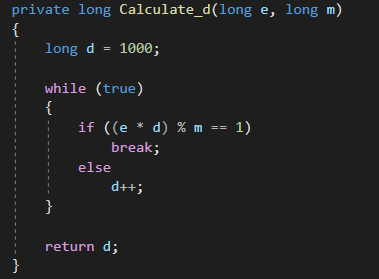 private long Calculate_d(long e, long m)
{
    long d = 1000;

    while (true)
    {
        if ((e * d) % m == 1)
            break;
        else
            d++;
    }

    return d;
}